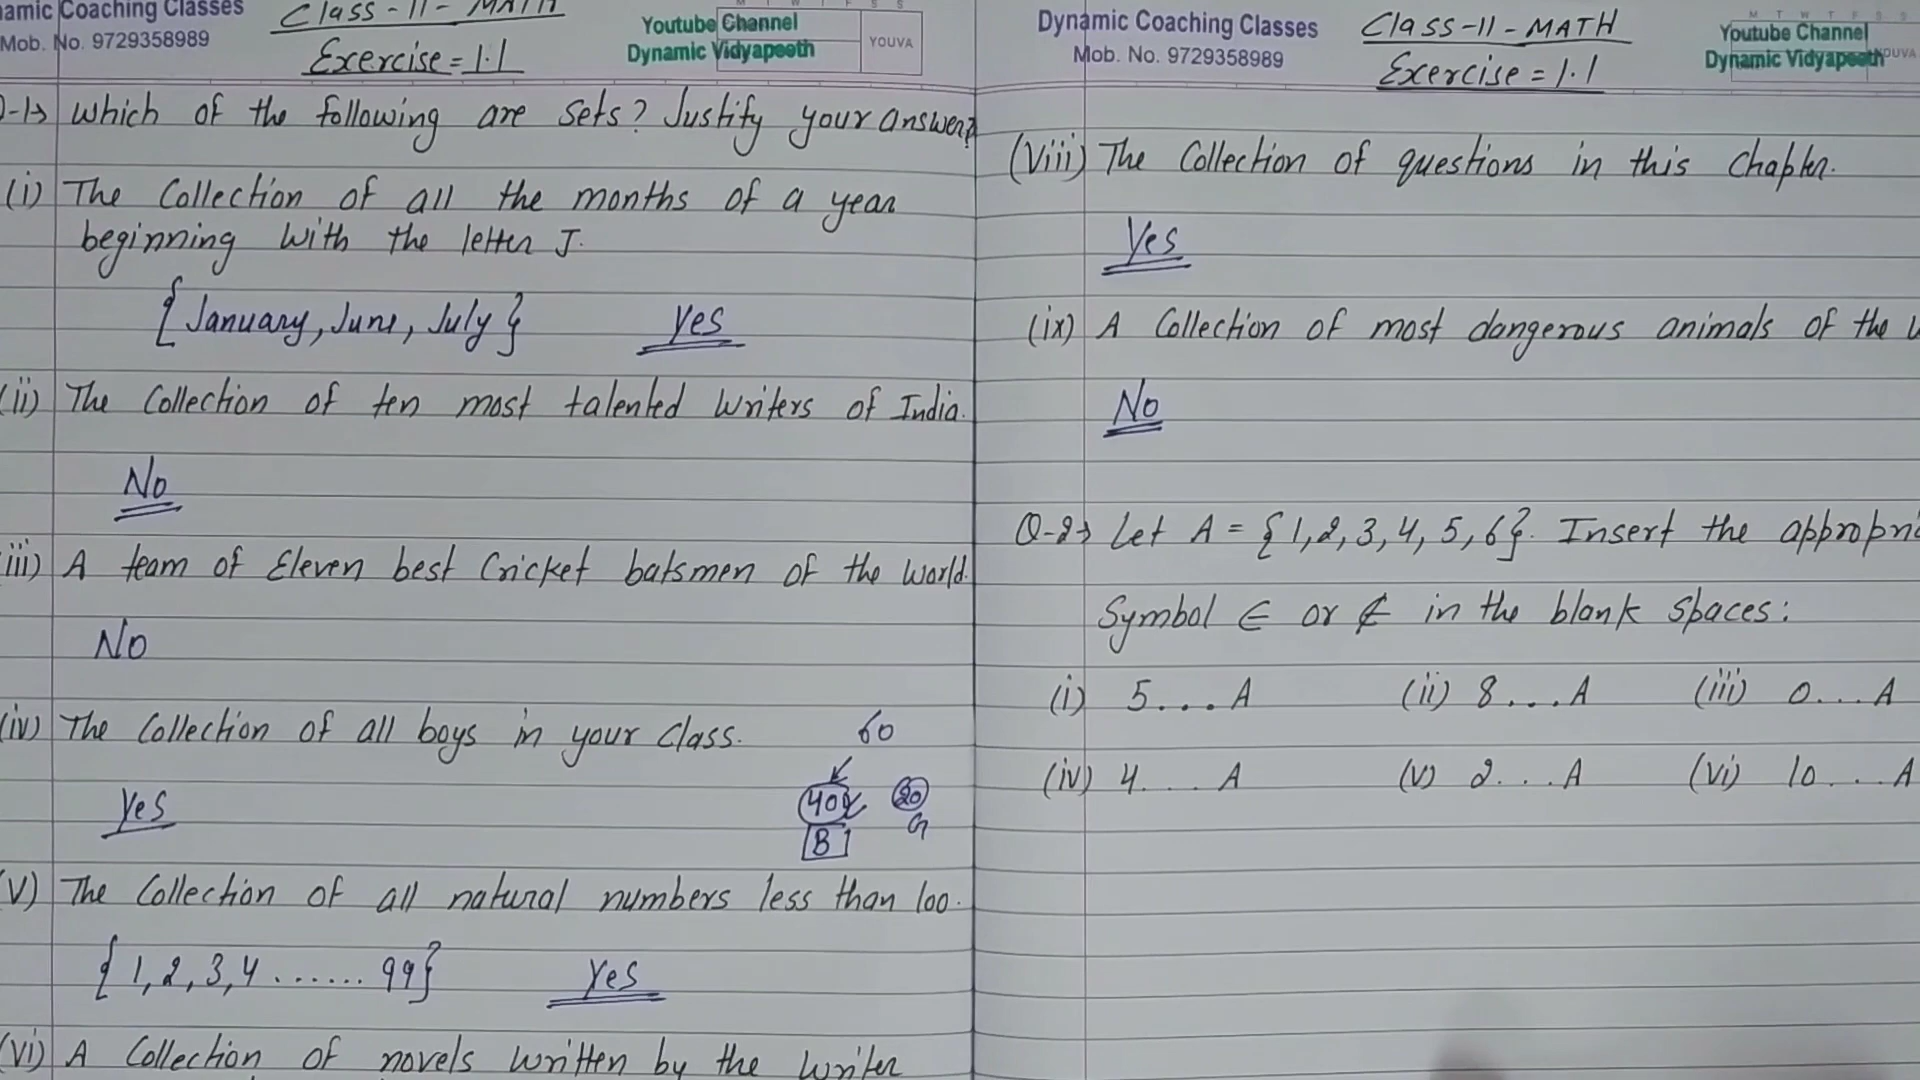 Dynamic Coaching Classes
Mob. No. 9729358989
Class-11-MATH
Exercise = 1.1
Youtube Channel
Dynamic Vidyapeeth
YOUVA
Which of the following are sets? Justify your answer?
(i) The Collection of all the months of a year
beginning with the letter J.
{January, June, July} Yes
(ii) The Collection of ten most talented writers of India.
No
(iii) A team of Eleven best Cricket batsmen of the world.
No
(iv) The Collection of all boys in your class. 60
Yes
40 20
B G
(V) The Collection of all natural numbers less than 100.
{1,2,3,4......99} Yes
(vi) A Collection of novels written by the writer
Dynamic Coaching Classes
Mob. No. 9729358989
Class-11-MATH
Exercise = 1.1
Youtube Channel
Dynamic Vidyapeeth
YOUVA
(Viii) The Collection of questions in this Chapter.
Yes
(ix) A Collection of most dangerous animals of the
No
Q-2→ Let A = {1,2,3,4,5,6}. Insert the
Symbol ∈ or ∉ in the blank spaces:
(i) 5...A (ii) 8...A (iii) 0...A
(iv) 4....A (v) 2...A (vi) 10...A